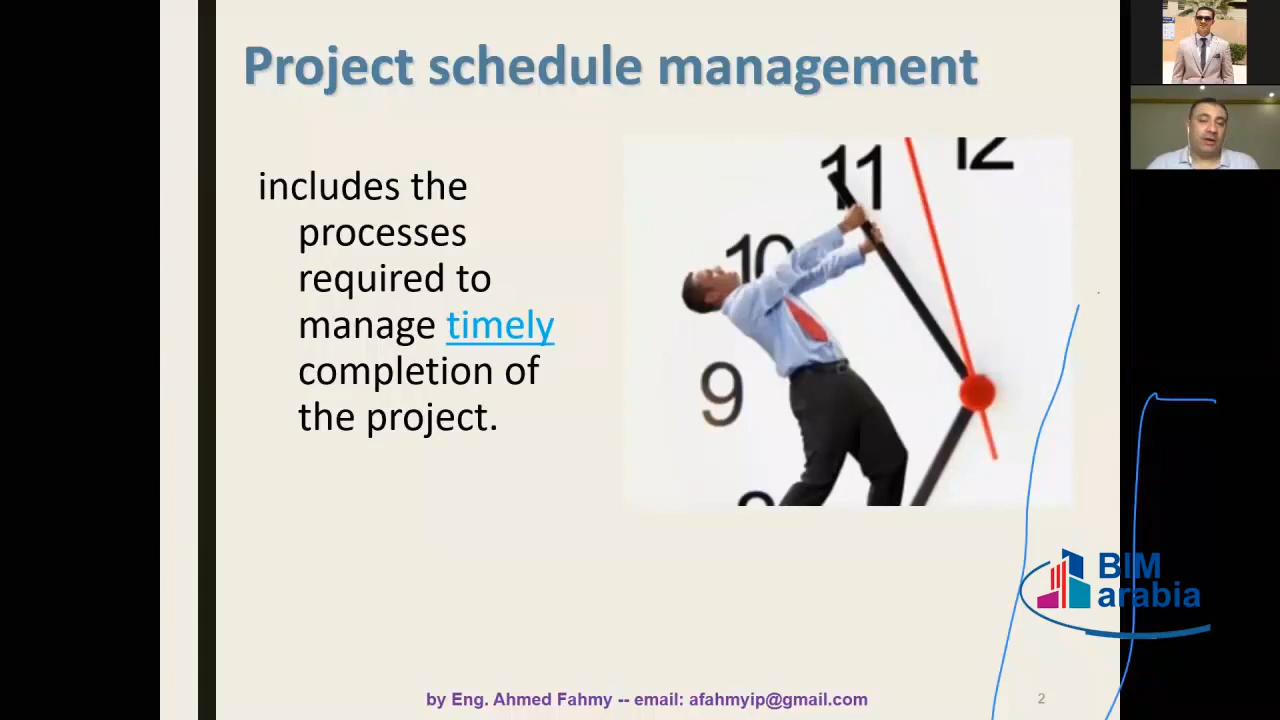 Project schedule management
includes the
processes
required to
manage timely
completion of
the project.
12
11
10
9
8
BIM
arabia
by Eng. Ahmed Fahmy -- email: afahmyip@gmail.com
2